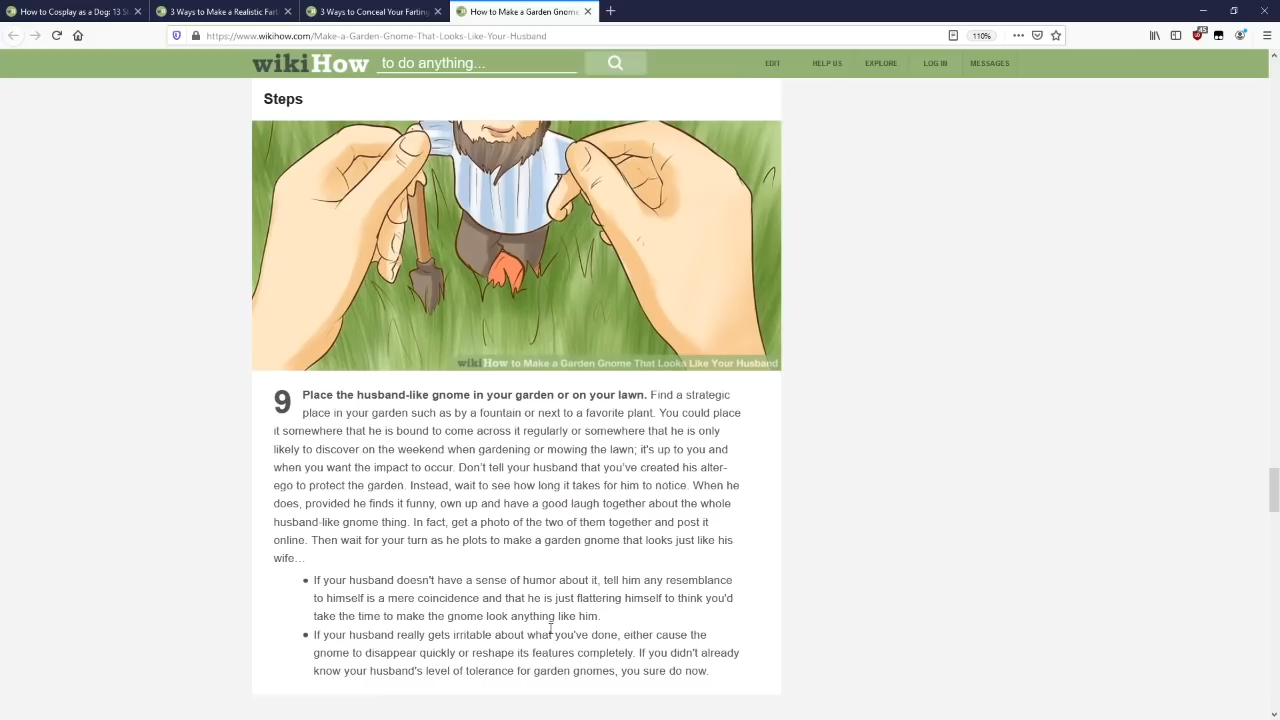 How to Cosplay as a Dog: 13 St
3 Ways to Make a Realistic Fart
3 Ways to Conceal Your Farting
How to Make a Garden Gnome
https://www.wikihow.com/Make-a-Garden-Gnome-That-Looks-Like-Your-Husband
110%
wikiHow to do anything...
EDIT
HELP US
EXPLORE
LOG IN
MESSAGES
Steps
wikiHow to Make a Garden Gnome That Looks Like Your Husband
9 Place the husband-like gnome in your garden or on your lawn. Find a strategic
place in your garden such as by a fountain or next to a favorite plant. You could place
it somewhere that he is bound to come across it regularly or somewhere that he is only
likely to discover on the weekend when gardening or mowing the lawn; it's up to you and
when you want the impact to occur. Don't tell your husband that you've created his alter-
ego to protect the garden. Instead, wait to see how long it takes for him to notice. When he
does, provided he finds it funny, own up and have a good laugh together about the whole
husband-like gnome thing. In fact, get a photo of the two of them together and post it
online. Then wait for your turn as he plots to make a garden gnome that looks just like his
wife…
• If your husband doesn't have a sense of humor about it, tell him any resemblance
to himself is a mere coincidence and that he is just flattering himself to think you'd
take the time to make the gnome look anything like him.
• If your husband really gets irritable about what you've done, either cause the
gnome to disappear quickly or reshape its features completely. If you didn't already
know your husband's level of tolerance for garden gnomes, you sure do now.